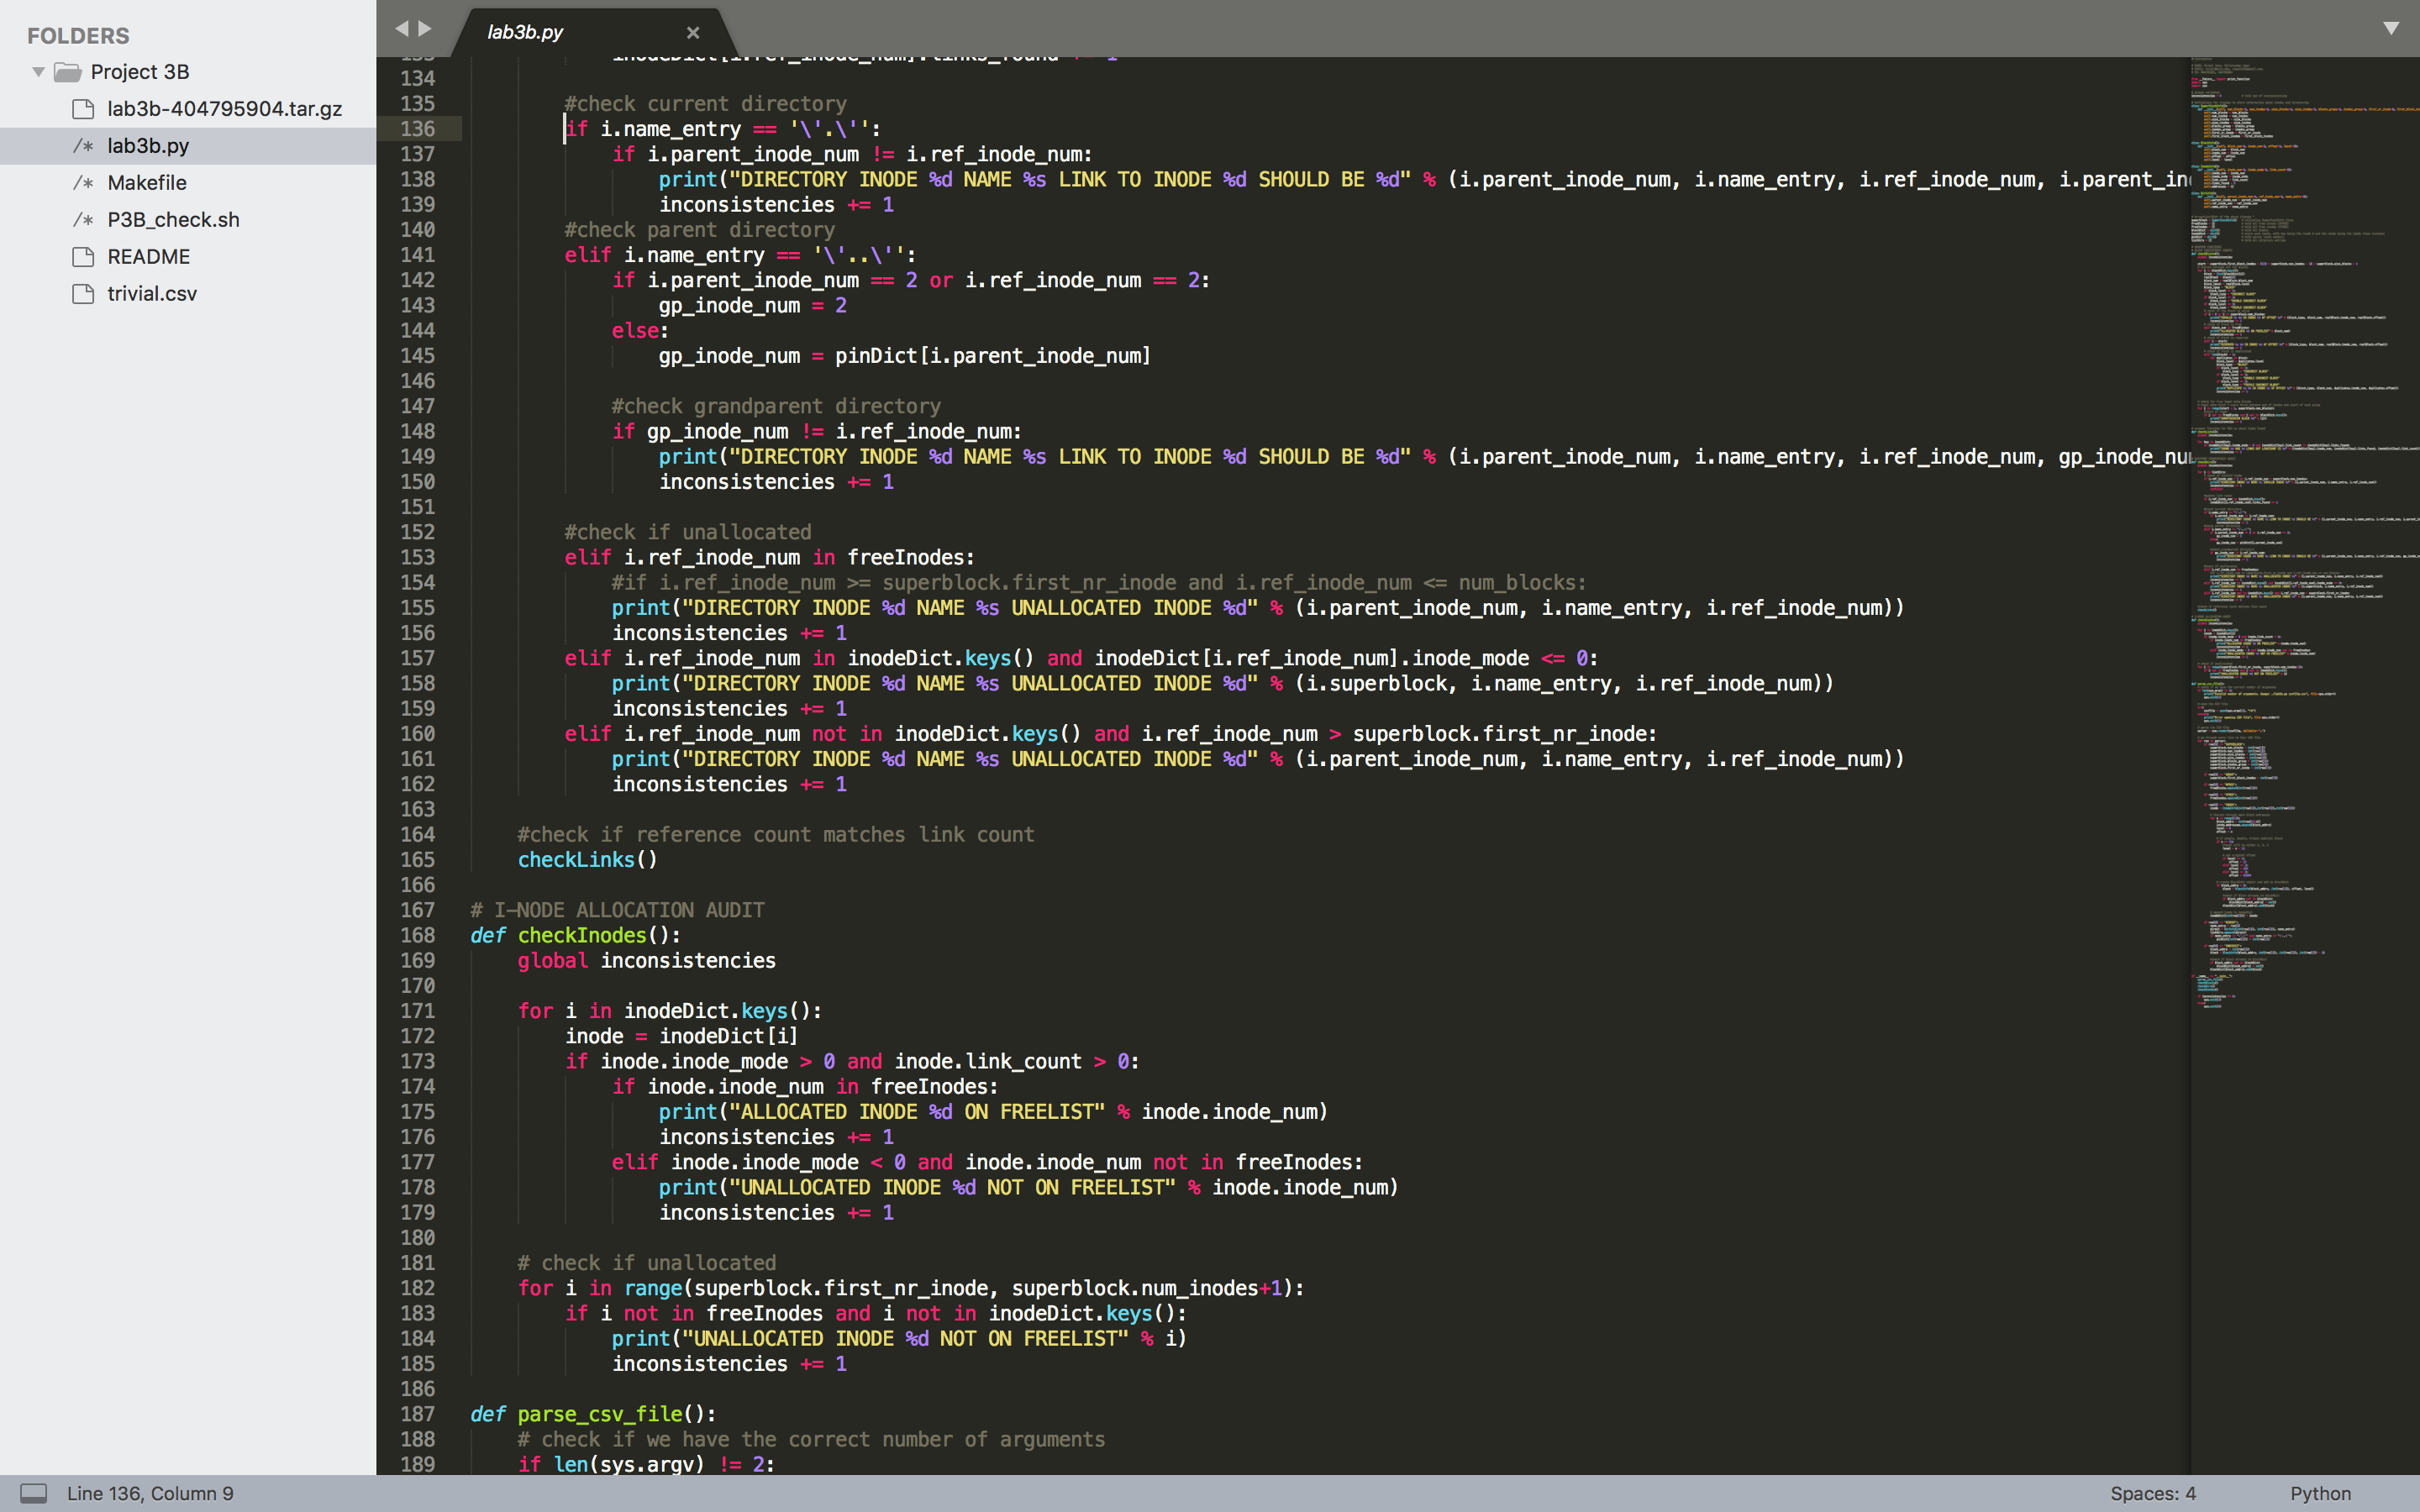 FOLDERS
Project 3B
lab3b-404795904.tar.gz
/* lab3b.py
/* Makefile
/* P3B_check.sh
README
trivial.csv
lab3b.py
134
135 #check current directory
136 if i.name_entry == '\'.\'':
137 if i.parent_inode_num != i.ref_inode_num:
138 print("DIRECTORY INODE %d NAME %s LINK TO INODE %d SHOULD BE %d" % (i.parent_inode_num, i.name_entry, i.ref_inode_num, i.parent_in
139 inconsistencies += 1
140 #check parent directory
141 elif i.name_entry == '\'..\'':
142 if i.parent_inode_num == 2 or i.ref_inode_num == 2:
143 gp_inode_num = 2
144 else:
145 gp_inode_num = pinDict[i.parent_inode_num]
146
147 #check grandparent directory
148 if gp_inode_num != i.ref_inode_num:
149 print("DIRECTORY INODE %d NAME %s LINK TO INODE %d SHOULD BE %d" % (i.parent_inode_num, i.name_entry, i.ref_inode_num, gp_inode_nu
150 inconsistencies += 1
151
152 #check if unallocated
153 elif i.ref_inode_num in freeInodes:
154 #if i.ref_inode_num >= superblock.first_nr_inode and i.ref_inode_num <= num_blocks:
155 print("DIRECTORY INODE %d NAME %s UNALLOCATED INODE %d" % (i.parent_inode_num, i.name_entry, i.ref_inode_num))
156 inconsistencies += 1
157 elif i.ref_inode_num in inodeDict.keys() and inodeDict[i.ref_inode_num].inode_mode <= 0:
158 print("DIRECTORY INODE %d NAME %s UNALLOCATED INODE %d" % (i.superblock, i.name_entry, i.ref_inode_num))
159 inconsistencies += 1
160 elif i.ref_inode_num not in inodeDict.keys() and i.ref_inode_num > superblock.first_nr_inode:
161 print("DIRECTORY INODE %d NAME %s UNALLOCATED INODE %d" % (i.parent_inode_num, i.name_entry, i.ref_inode_num))
162 inconsistencies += 1
163
164 #check if reference count matches link count
165 checkLinks()
166
167 # I-NODE ALLOCATION AUDIT
168 def checkInodes():
169 global inconsistencies
170
171 for i in inodeDict.keys():
172 inode = inodeDict[i]
173 if inode.inode_mode > 0 and inode.link_count > 0:
174 if inode.inode_num in freeInodes:
175 print("ALLOCATED INODE %d ON FREELIST" % inode.inode_num)
176 inconsistencies += 1
177 elif inode.inode_mode < 0 and inode.inode_num not in freeInodes:
178 print("UNALLOCATED INODE %d NOT ON FREELIST" % inode.inode_num)
179 inconsistencies += 1
180
181 # check if unallocated
182 for i in range(superblock.first_nr_inode, superblock.num_inodes+1):
183 if i not in freeInodes and i not in inodeDict.keys():
184 print("UNALLOCATED INODE %d NOT ON FREELIST" % i)
185 inconsistencies += 1
186
187 def parse_csv_file():
188 # check if we have the correct number of arguments
189 if len(sys.argv) != 2:
Line 136, Column 9
Spaces: 4
Python